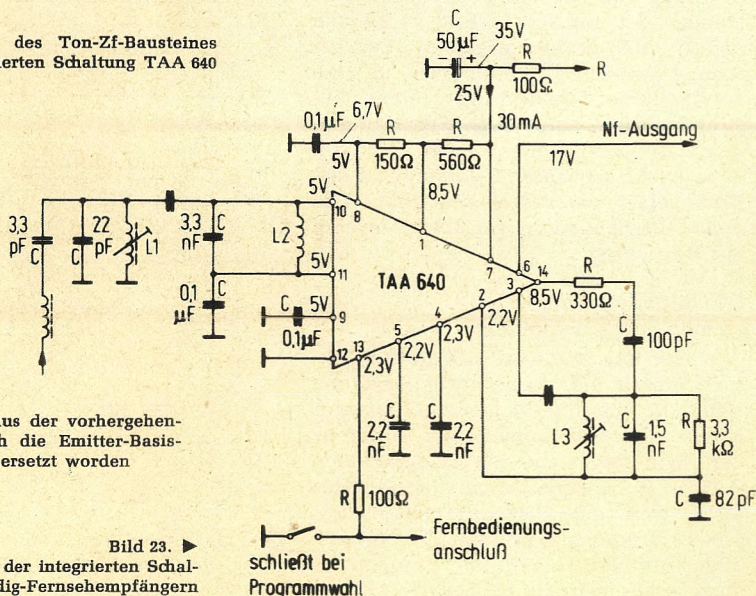 des Ton-Zf-Bausteines
ierten Schaltung TAA 640
C
50 µF
− +
35V
R
100Ω
R
25V
30mA
0,1µF
6,7V
5V
R
150Ω
R
560Ω
8,5V
Nf-Ausgang
17V
3,3
pF
C
22
pF
C
L1
3,3
nF
C
L2
0,1
µF
C
5V
10
8
1
7
6
14
5V
11
TAA 640
C
5V
9
0,1µF
12
13
2,3V
5
2,2V
4
2,3V
2
2,2V
3
8,5V
R
330Ω
C
100pF
C
2,2
nF
C
2,2
nF
L3
C
1,5
nF
R
3,3
kΩ
C
82pF
R
100Ω
Fernbedienungs-
anschluß
schließt bei
Programmwahl
us der vorhergehen-
h die Emitter-Basis-
ersetzt worden
Bild 23. ▶
der integrierten Schal-
dig-Fernsehempfängern